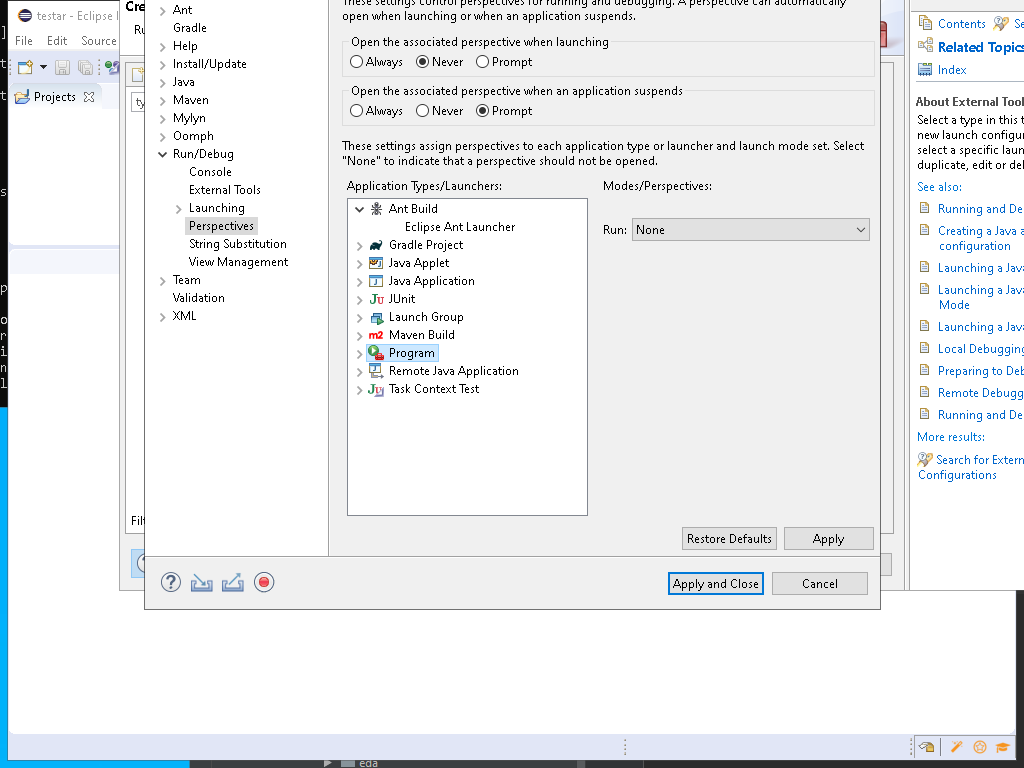 testar - Eclipse I
File Edit Source
Projects
Cre
Ru
ty
Filt
Ant
Gradle
Help
Install/Update
Java
Maven
Mylyn
Oomph
Run/Debug
Console
External Tools
Launching
Perspectives
String Substitution
View Management
Team
Validation
XML
These settings control perspectives for running and debugging. A perspective can automatically
open when launching or when an application suspends.
Open the associated perspective when launching
Always Never Prompt
Open the associated perspective when an application suspends
Always Never Prompt
These settings assign perspectives to each application type or launcher and launch mode set. Select
"None" to indicate that a perspective should not be opened.
Application Types/Launchers:
Modes/Perspectives:
Ant Build
Eclipse Ant Launcher
Gradle Project
Java Applet
Java Application
JUnit
Launch Group
Maven Build
Program
Remote Java Application
Task Context Test
Run: None
Restore Defaults Apply
Apply and Close Cancel
Contents Se
Related Topics
Index
About External Tool
Select a type in this t
new launch configur
select a specific laun
duplicate, edit or del
See also:
Running and De
Creating a Java a
configuration
Launching a Java
Launching a Java
Mode
Launching a Java
Local Debugging
Preparing to Deb
Remote Debugg
Running and De
More results:
Search for Extern
Configurations
eda